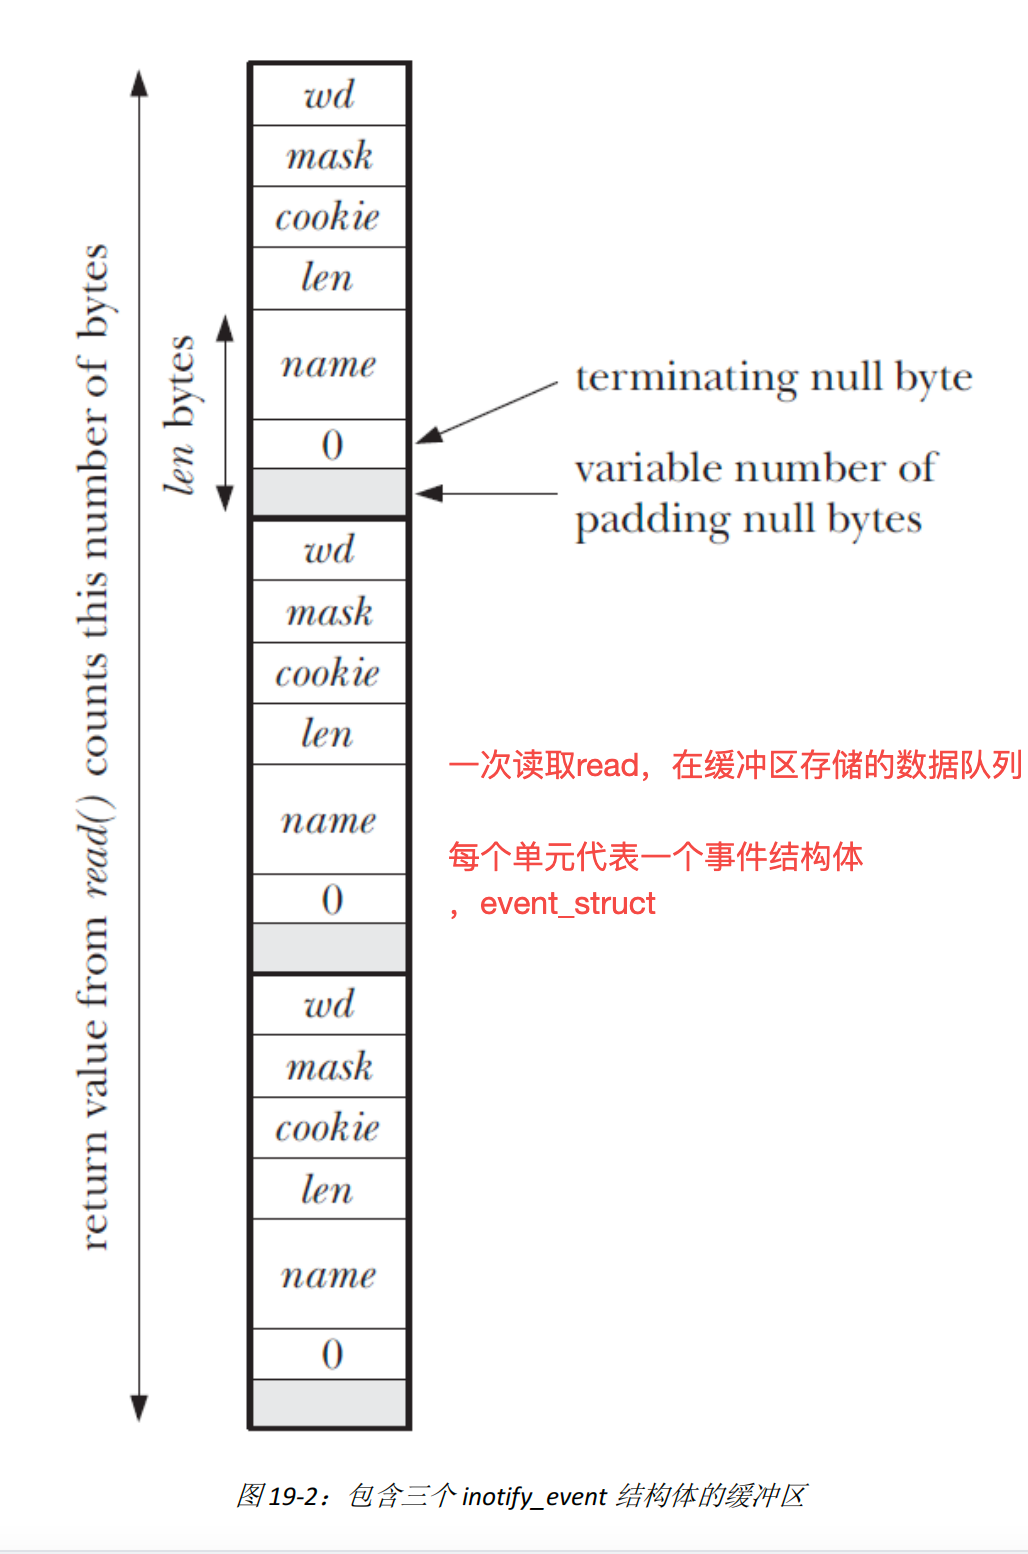 return value from read() counts this number of bytes
len bytes
wd
mask
cookie
len
name
0
terminating null byte
variable number of
padding null bytes
wd
mask
cookie
len
name
0
一次读取read，在缓冲区存储的数据队列
每个单元代表一个事件结构体
，event_struct
wd
mask
cookie
len
name
0
图 19-2：包含三个 inotify_event 结构体的缓冲区